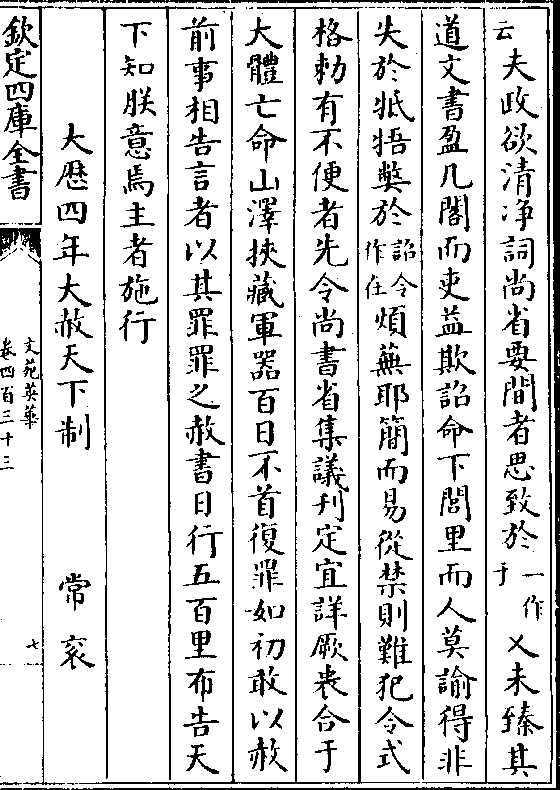 云夫政欲清净詞尚省要間者思致於一作于乂未臻其
道文書盈几閣而吏益欺詔命下閭里而人莫諭得非
失於牴牾獘於詔令作在煩蕪耶簡而易從禁則難犯令式
格勅有不便者先令尚書省集議刋定宜詳厥衷合于
大體亡命山澤挾藏軍器百日不首復罪如初敢以赦
前事相告言者以其罪罪之赦書日行五百里布告天
下知朕意焉主者施行
大厯四年大赦天下制 常衮
欽定四庫全書
文苑英華
卷四百三十三
七